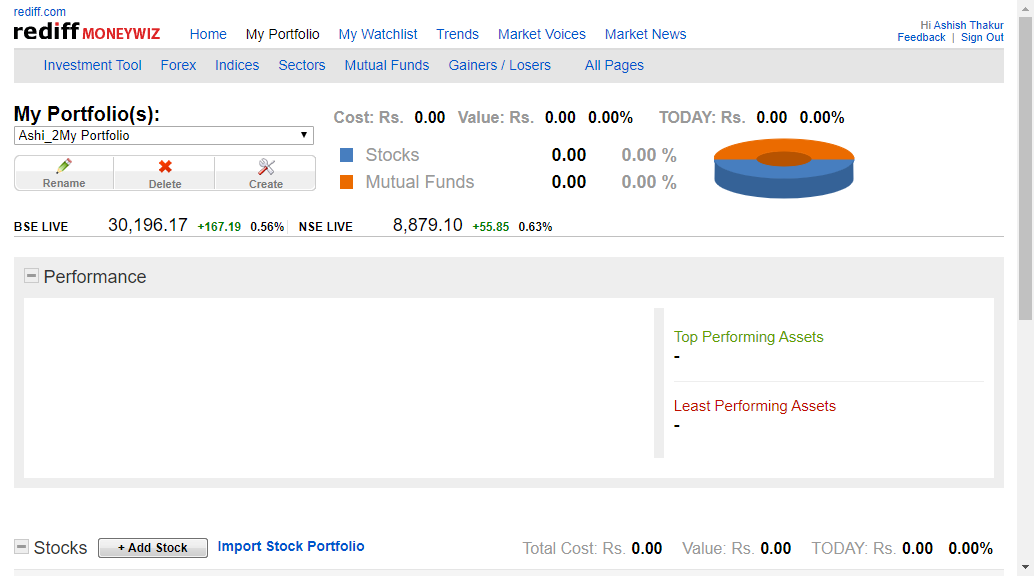 rediff.com
rediff MONEYWIZ Home My Portfolio My Watchlist Trends Market Voices Market News
Hi Ashish Thakur
Feedback | Sign Out
Investment Tool Forex Indices Sectors Mutual Funds Gainers / Losers All Pages
My Portfolio(s):
Ashi_2My Portfolio
Rename Delete Create
Cost: Rs. 0.00 Value: Rs. 0.00 0.00% TODAY: Rs. 0.00 0.00%
Stocks 0.00 0.00 %
Mutual Funds 0.00 0.00 %
BSE LIVE 30,196.17 +167.19 0.56% NSE LIVE 8,879.10 +55.85 0.63%
Performance
Top Performing Assets
-
Least Performing Assets
-
Stocks + Add Stock Import Stock Portfolio Total Cost: Rs. 0.00 Value: Rs. 0.00 TODAY: Rs. 0.00 0.00%